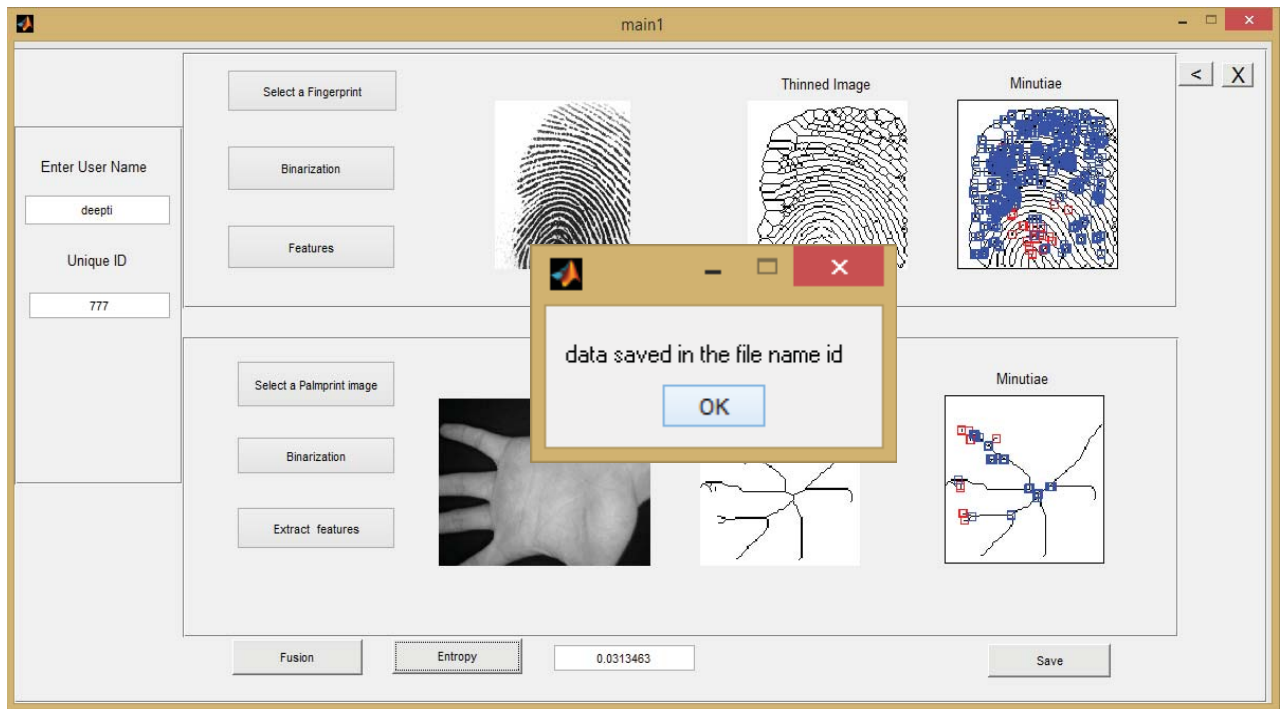 main1
< X
Select a Fingerprint
Thinned Image
Minutiae
Enter User Name
Binarization
deepti
Unique ID
Features
777
data saved in the file name id
OK
Select a Palmprint image
Minutiae
Binarization
Extract features
Fusion
Entropy
0.0313463
Save